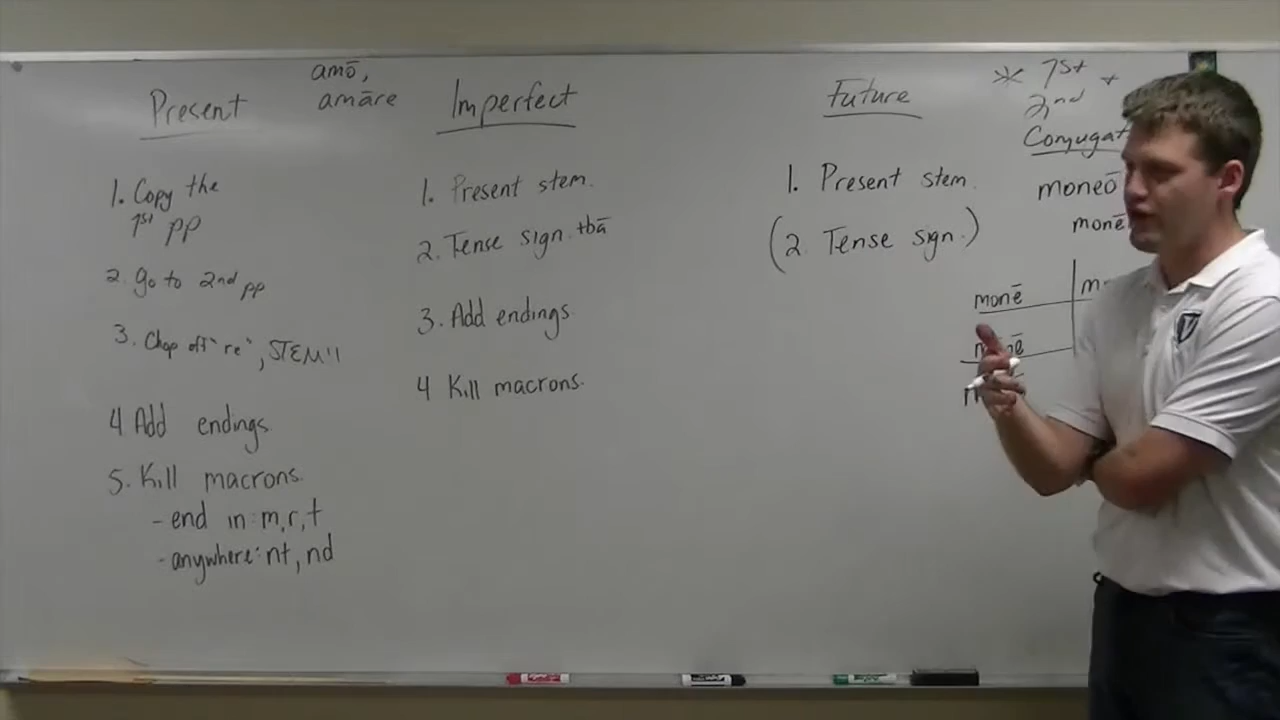 Present
amō,
amāre
1. Copy the
1st pp
2. Go to 2nd pp
3. Chop off "re", STEM!!
4 Add endings.
5. Kill macrons.
- end in: m, r, t
- anywhere: nt, nd
Imperfect
1. Present stem.
2. Tense sign. +bā
3. Add endings.
4 Kill macrons.
Future
1. Present stem.
(2. Tense sign.)
* 1st +
2nd
Conjugat
moneō
monē
monē